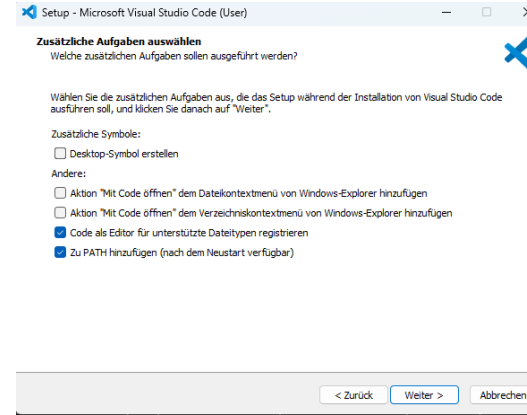 Setup - Microsoft Visual Studio Code (User)
Zusätzliche Aufgaben auswählen
Welche zusätzlichen Aufgaben sollen ausgeführt werden?
Wählen Sie die zusätzlichen Aufgaben aus, die das Setup während der Installation von Visual Studio Code
ausführen soll, und klicken Sie danach auf "Weiter".
Zusätzliche Symbole:
Desktop-Symbol erstellen
Andere:
Aktion "Mit Code öffnen" dem Dateikontextmenü von Windows-Explorer hinzufügen
Aktion "Mit Code öffnen" dem Verzeichniskontextmenü von Windows-Explorer hinzufügen
Code als Editor für unterstützte Dateitypen registrieren
Zu PATH hinzufügen (nach dem Neustart verfügbar)
< Zurück Weiter > Abbrechen